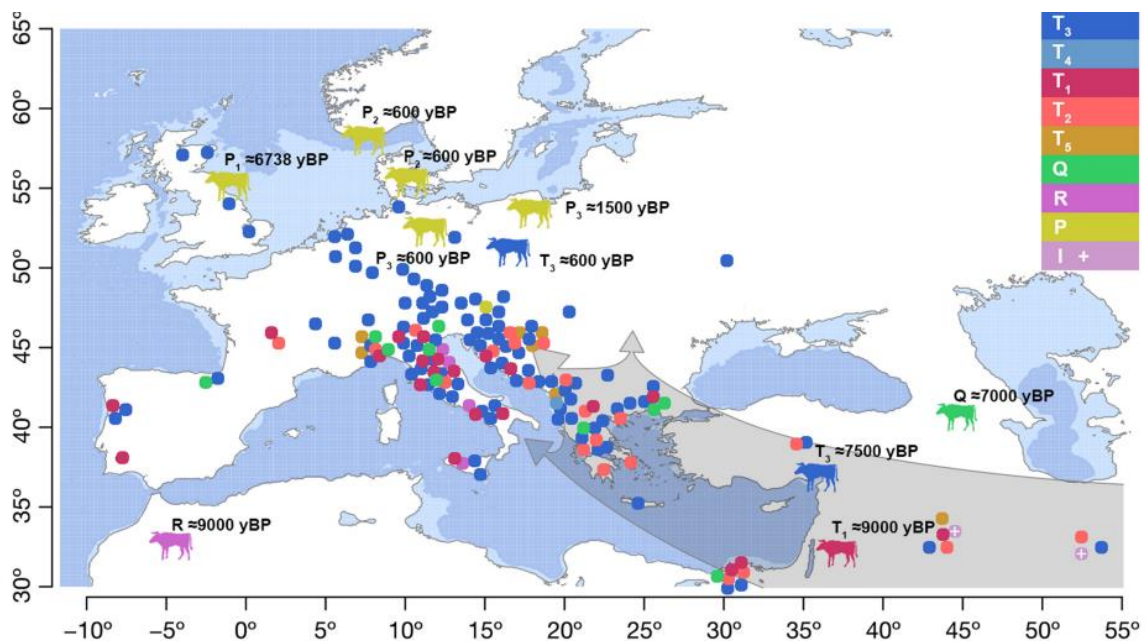 65°
60°
55°
50°
45°
40°
35°
30°
−10°
−5°
0°
5°
10°
15°
20°
25°
30°
35°
40°
45°
50°
55°
P₂ ≈600 yBP
P₁ ≈6738 yBP
P₂ ≈600 yBP
P₃ ≈1500 yBP
P₃ ≈600 yBP
T₃ ≈600 yBP
Q ≈7000 yBP
T₃ ≈7500 yBP
R ≈9000 yBP
T₁ ≈9000 yBP
T₃
T₄
T₁
T₂
T₅
Q
R
P
I +